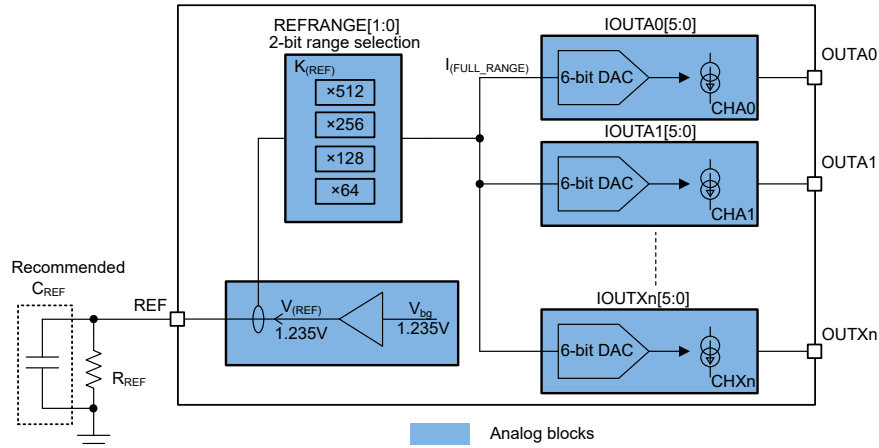 REFRANGE[1:0]
2-bit range selection
K(REF)
×512
×256
×128
×64
I(FULL_RANGE)
IOUTA0[5:0]
6-bit DAC
CHA0
OUTA0
IOUTA1[5:0]
6-bit DAC
CHA1
OUTA1
Recommended
CREF
REF
RREF
V(REF)
1.235V
Vbg
1.235V
IOUTXn[5:0]
6-bit DAC
CHXn
OUTXn
Analog blocks